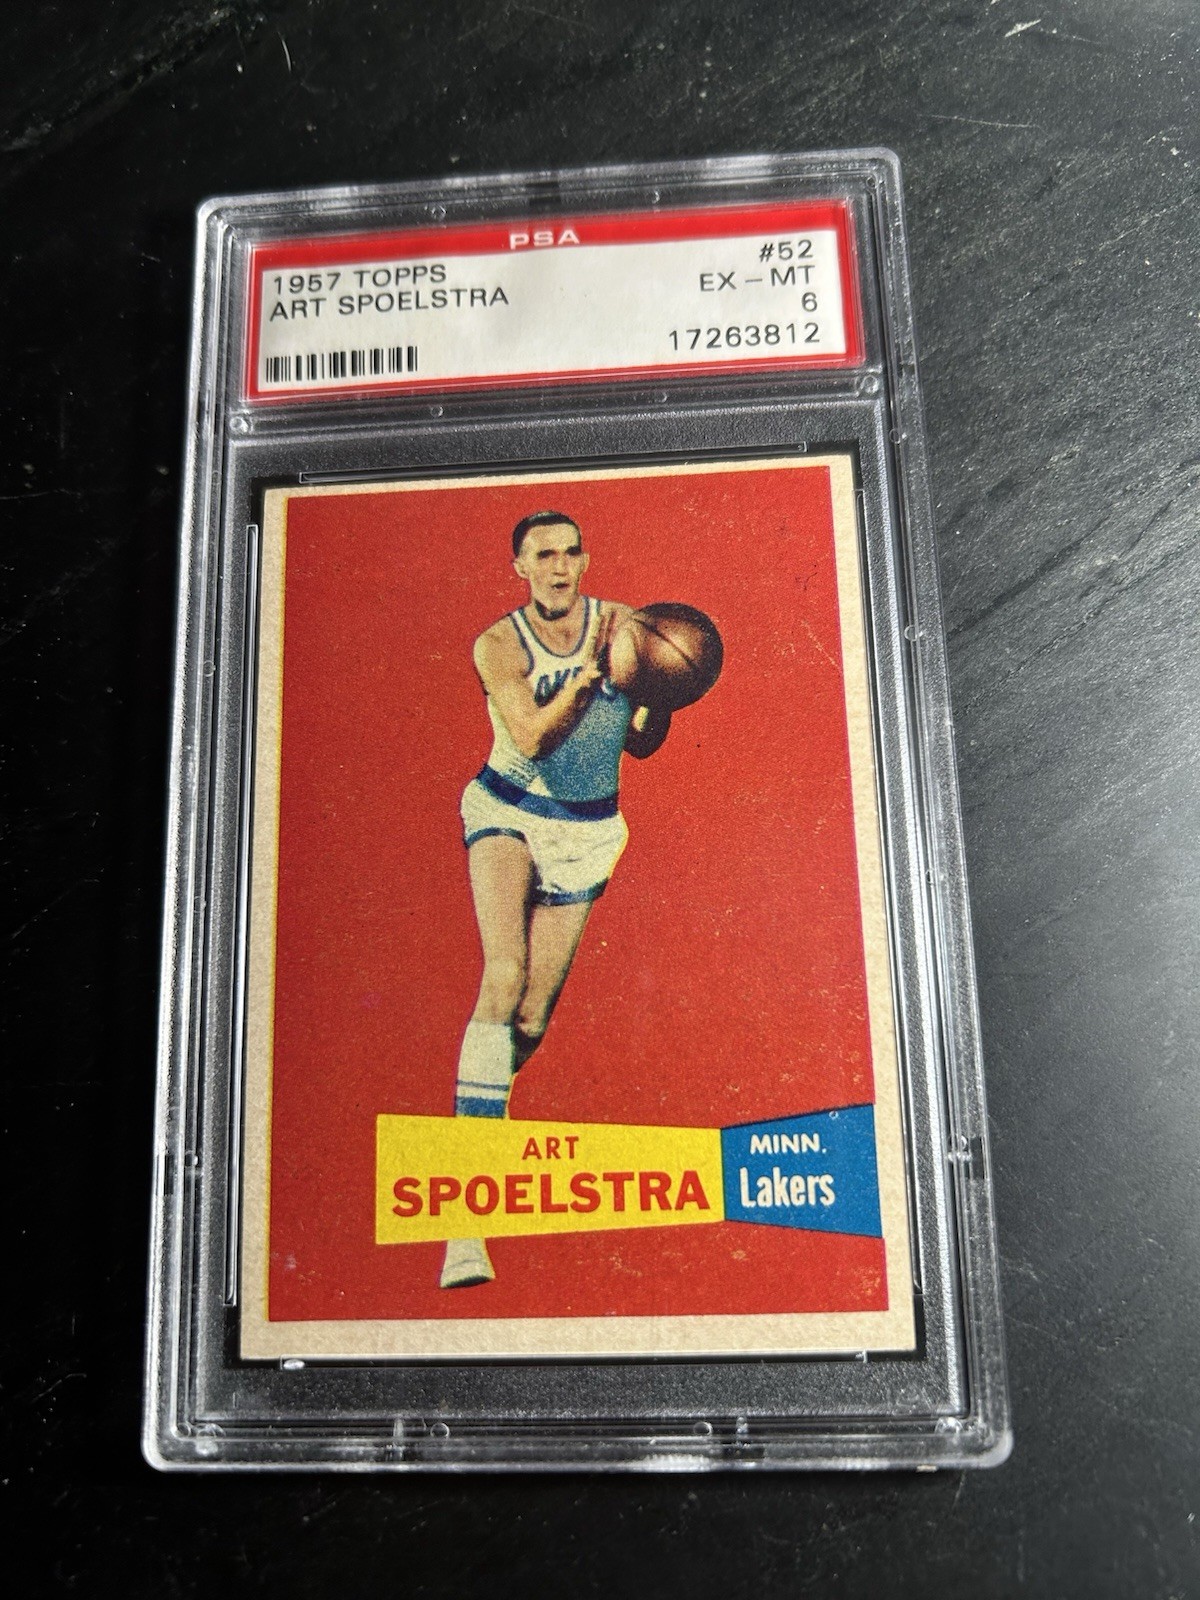 PSA
1957 TOPPS #52
ART SPOELSTRA EX - MT
6
17263812
ART
SPOELSTRA
MINN.
Lakers